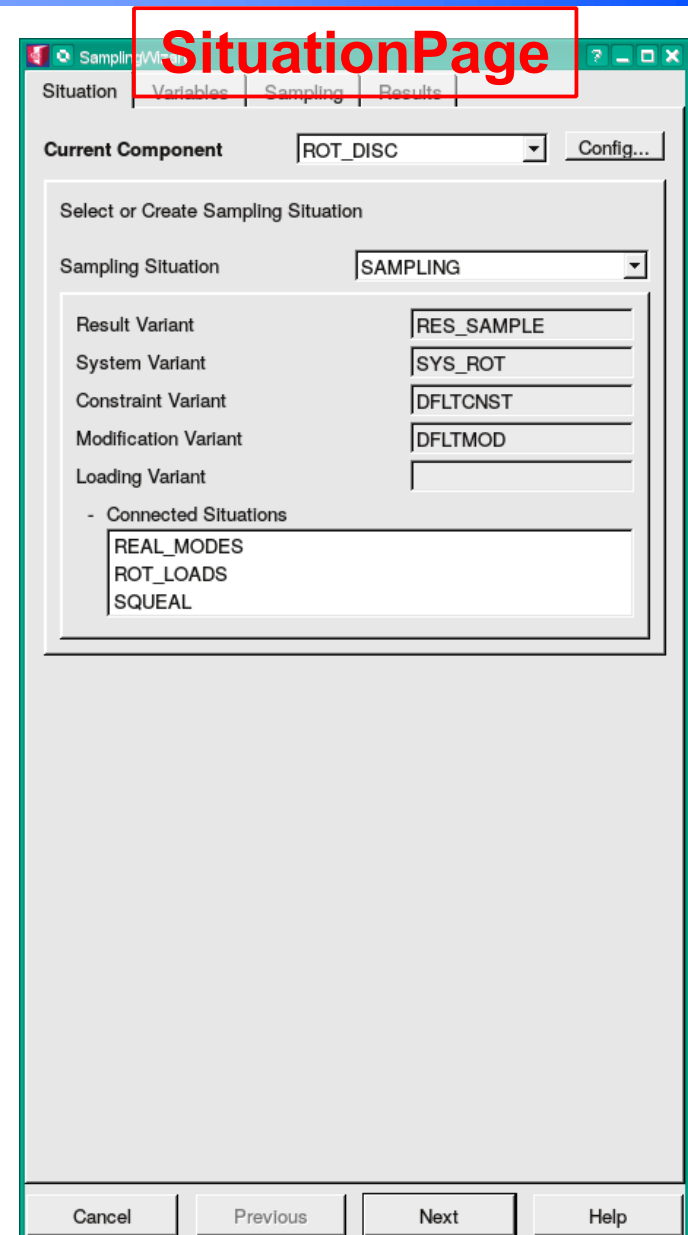 SituationPage
Situation Variables Sampling Results
Current Component ROT_DISC Config...
Select or Create Sampling Situation
Sampling Situation SAMPLING
Result Variant RES_SAMPLE
System Variant SYS_ROT
Constraint Variant DFLTCNST
Modification Variant DFLTMOD
Loading Variant
- Connected Situations
REAL_MODES
ROT_LOADS
SQUEAL
Cancel Previous Next Help